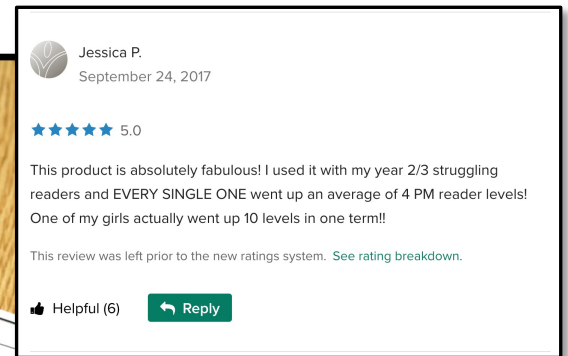 Jessica P.
September 24, 2017
5.0
This product is absolutely fabulous! I used it with my year 2/3 struggling
readers and EVERY SINGLE ONE went up an average of 4 PM reader levels!
One of my girls actually went up 10 levels in one term!!
This review was left prior to the new ratings system. See rating breakdown.
Helpful (6)
Reply